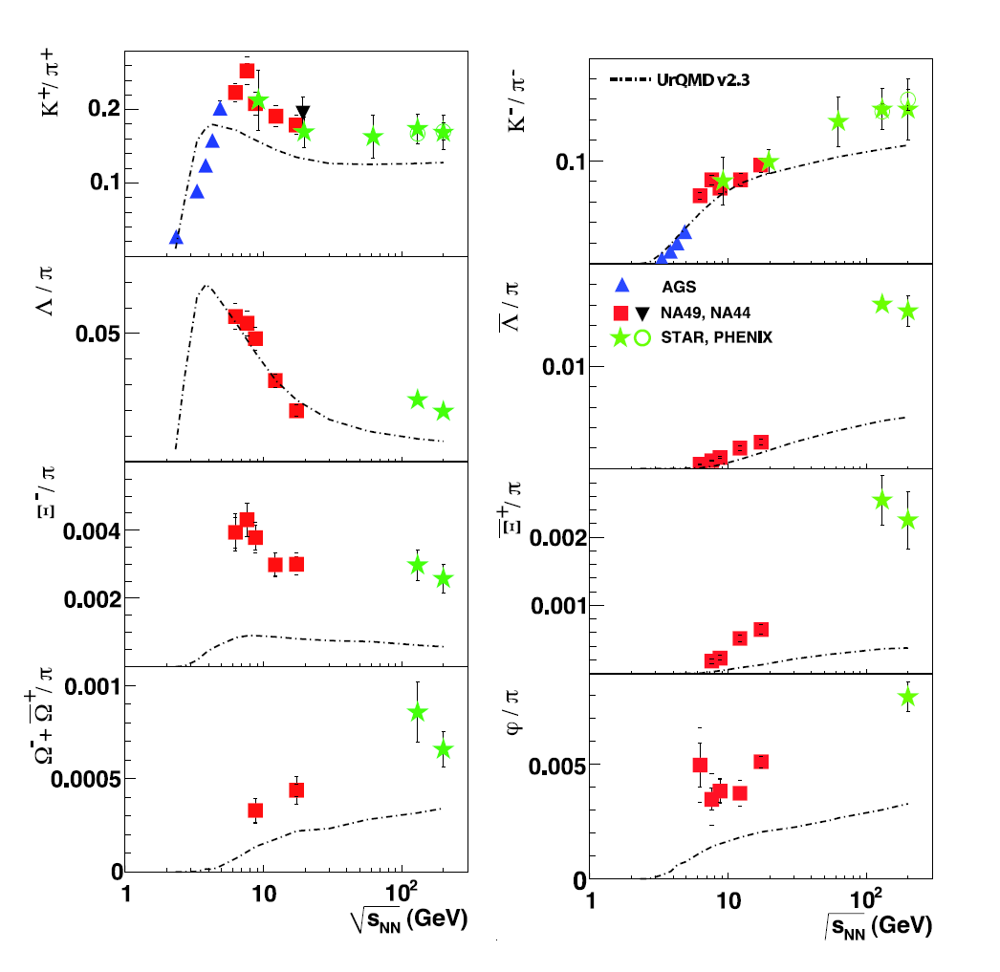 K⁺/π⁺
0.2
0.1
K⁻/π⁻
UrQMD v2.3
0.1
Λ/π
0.05
Λ̅/π
AGS
NA49, NA44
STAR, PHENIX
0.01
Ξ⁻/π
0.004
0.002
Ξ̅⁺/π
0.002
0.001
Ω⁻+Ω̅⁺/π
0.001
0.0005
0
1
10
10²
√s_NN (GeV)
φ/π
0.005
0
1
10
10²
√s_NN (GeV)